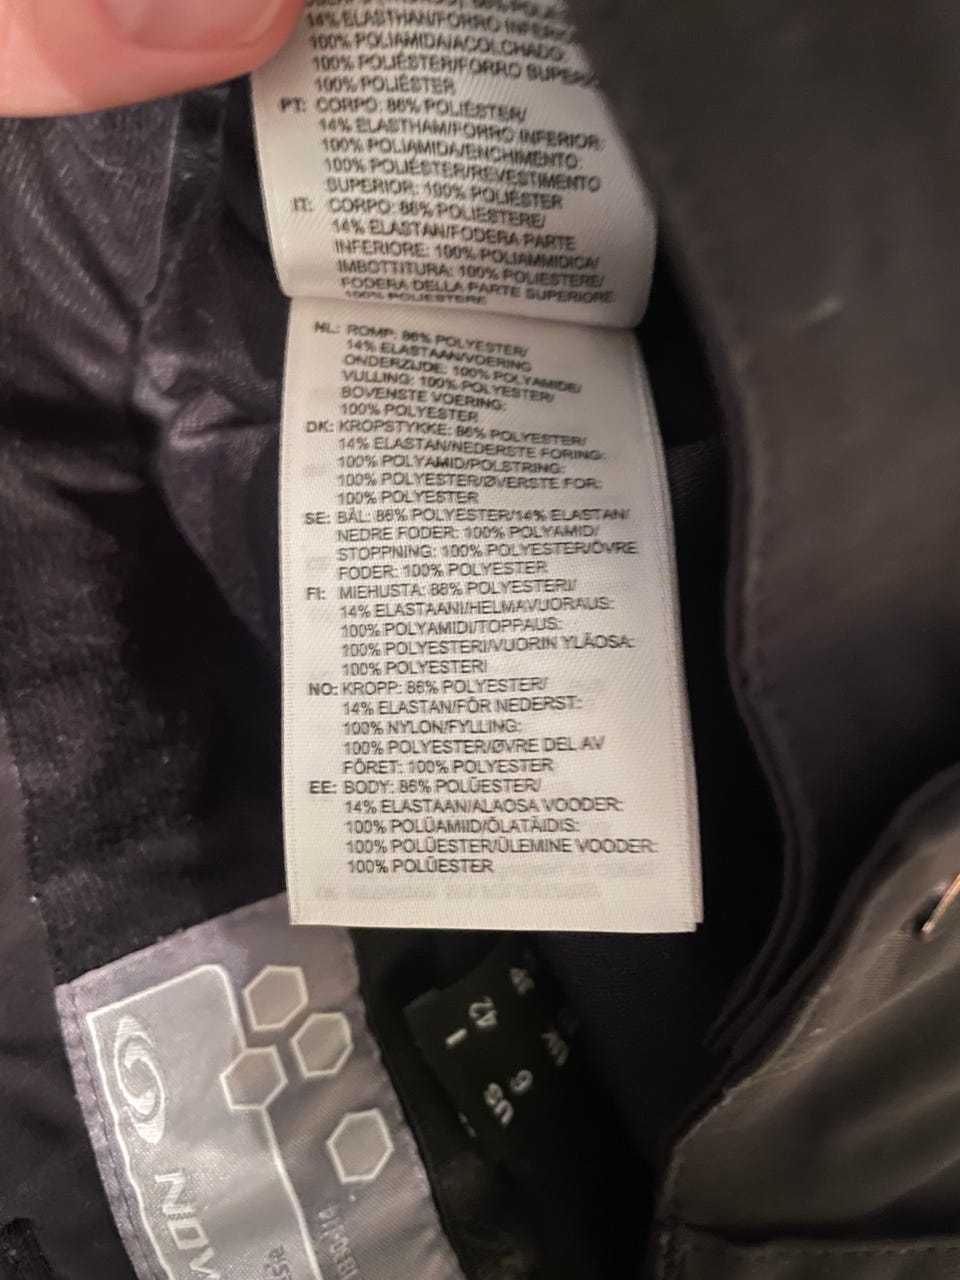 14% ELASTHAN/FORRO INFERIOR:
100% POLIAMIDA/ACOLCHADO:
100% POLIÉSTER/FORRO SUPERIOR:
100% POLIÉSTER
PT: CORPO: 86% POLIÉSTER/
14% ELASTHAM/FORRO INFERIOR:
100% POLIAMIDA/ENCHIMENTO:
100% POLIÉSTER/REVESTIMENTO
SUPERIOR: 100% POLIÉSTER
IT: CORPO: 86% POLIESTERE/
14% ELASTAN/FODERA PARTE
INFERIORE: 100% POLIAMMIDICA/
IMBOTTITURA: 100% POLIESTERE/
FODERA DELLA PARTE SUPERIORE
100% POLIESTERE
NL: ROMP: 86% POLYESTER/
14% ELASTAAN/VOERING
ONDERZIJDE: 100% POLYAMIDE/
VULLING: 100% POLYESTER/
BOVENSTE VOERING:
100% POLYESTER
DK: KROPSTYKKE: 86% POLYESTER/
14% ELASTAN/NEDERSTE FORING:
100% POLYAMID/POLSTRING:
100% POLYESTER/ØVERSTE FOR:
100% POLYESTER
SE: BÅL: 86% POLYESTER/14% ELASTAN/
NEDRE FODER: 100% POLYAMID/
STOPPNING: 100% POLYESTER/ÖVRE
FODER: 100% POLYESTER
FI: MIEHUSTA: 86% POLYESTERI/
14% ELASTAANI/HELMAVUORAUS:
100% POLYAMIDI/TOPPAUS:
100% POLYESTERI/VUORIN YLÄOSA:
100% POLYESTERI
NO: KROPP: 86% POLYESTER/
14% ELASTAN/FÔR NEDERST:
100% NYLON/FYLLING:
100% POLYESTER/ØVRE DEL AV
FÔRET: 100% POLYESTER
EE: BODY: 86% POLÜESTER/
14% ELASTAAN/ALAOSA VOODER:
100% POLÜAMIID/ÕLATÄIDIS:
100% POLÜESTER/ÜLEMINE VOODER:
100% POLÜESTER
42
I
6
US